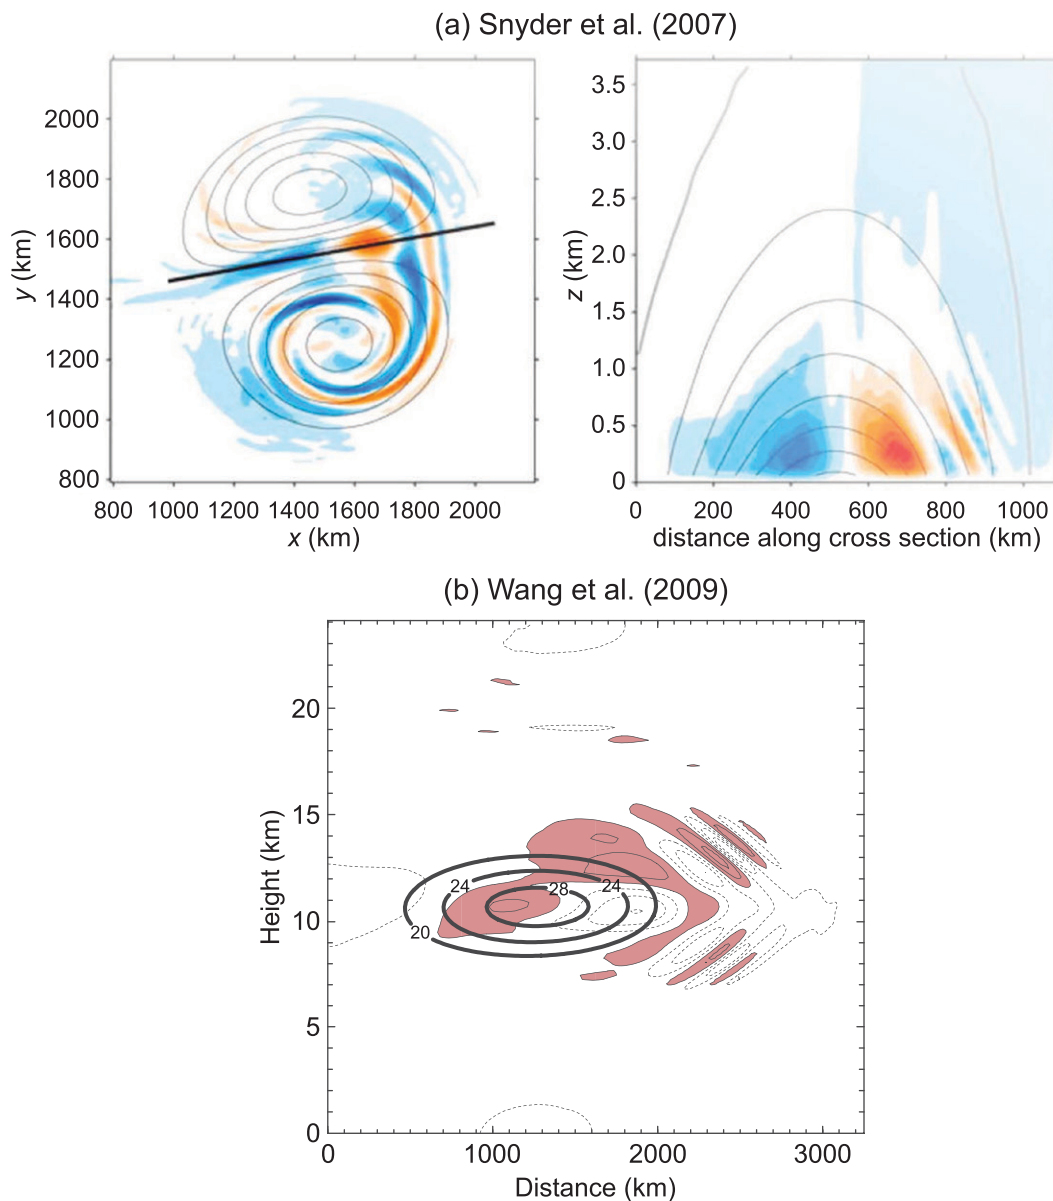 (a) Snyder et al. (2007)
2000
1800
1600
1400
1200
1000
800
y (km)
800 1000 1200 1400 1600 1800 2000
x (km)
3.5
3.0
2.5
2.0
1.5
1.0
0.5
0
z (km)
0 200 400 600 800 1000
distance along cross section (km)
(b) Wang et al. (2009)
20
15
10
5
0
Height (km)
24 28 24
20
0 1000 2000 3000
Distance (km)